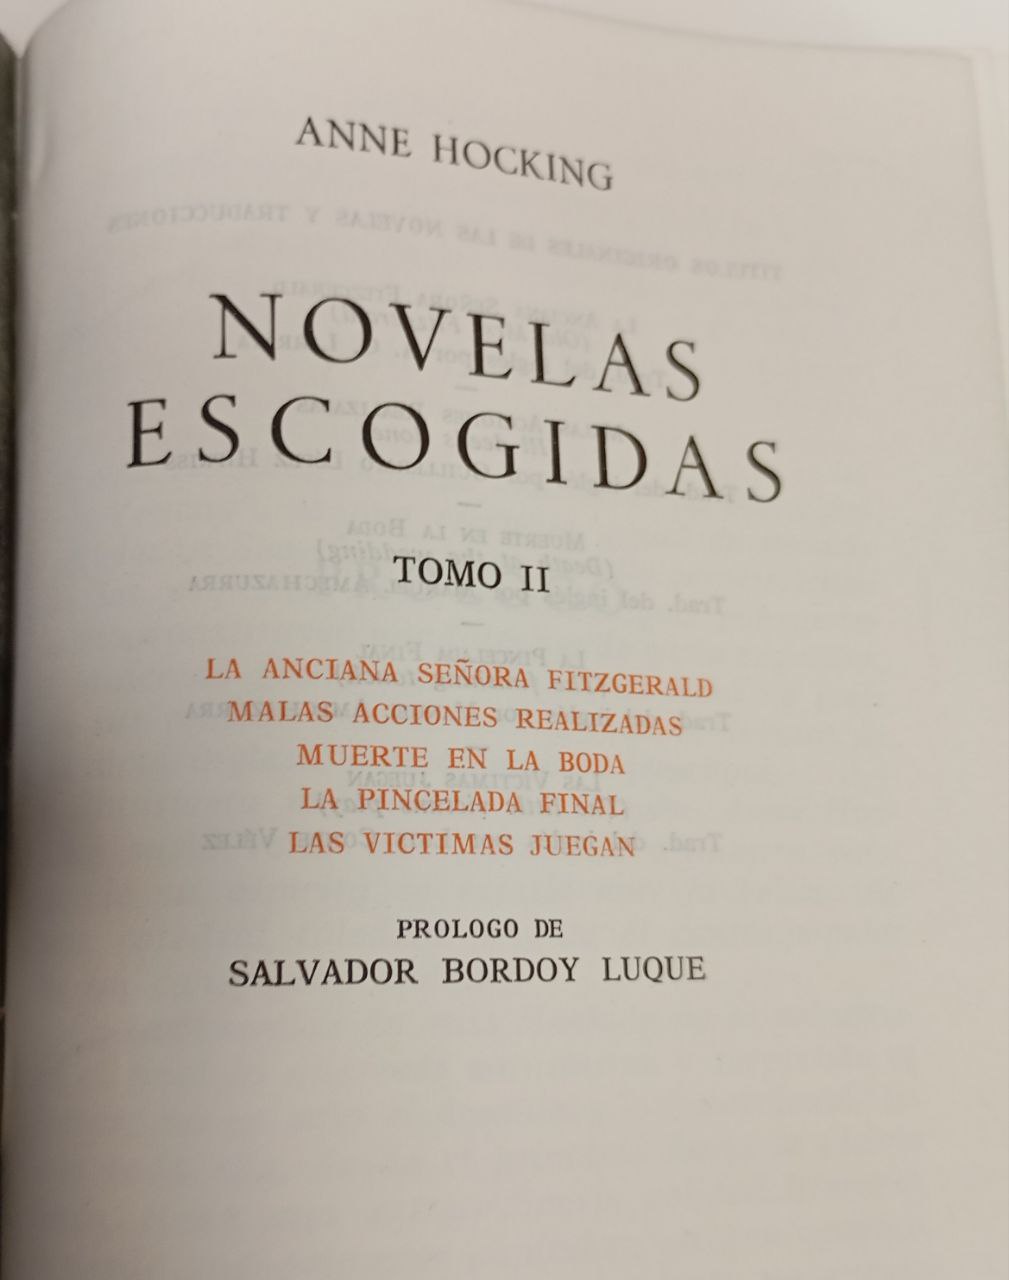 ANNE HOCKING
NOVELAS
ESCOGIDAS
TOMO II
LA ANCIANA SEÑORA FITZGERALD
MALAS ACCIONES REALIZADAS
MUERTE EN LA BODA
LA PINCELADA FINAL
LAS VICTIMAS JUEGAN
PROLOGO DE
SALVADOR BORDOY LUQUE